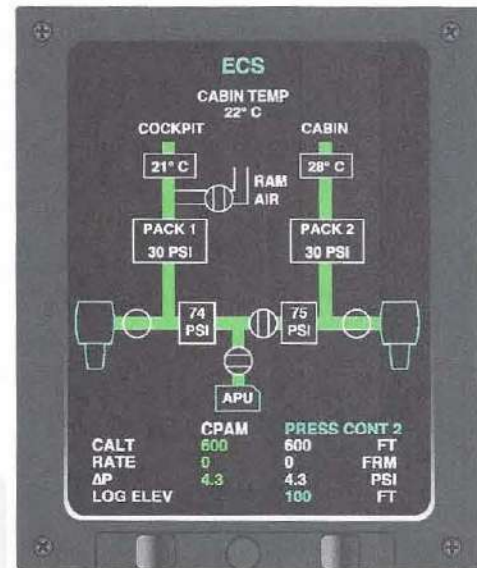 ECS
CABIN TEMP
22° C
COCKPIT CABIN
21° C 28° C
RAM
AIR
PACK 1 PACK 2
30 PSI 30 PSI
74 75
PSI PSI
APU
CPAM PRESS CONT 2
CALT 600 600 FT
RATE 0 0 FRM
ΔP 4.3 4.3 PSI
LOG ELEV 100 FT